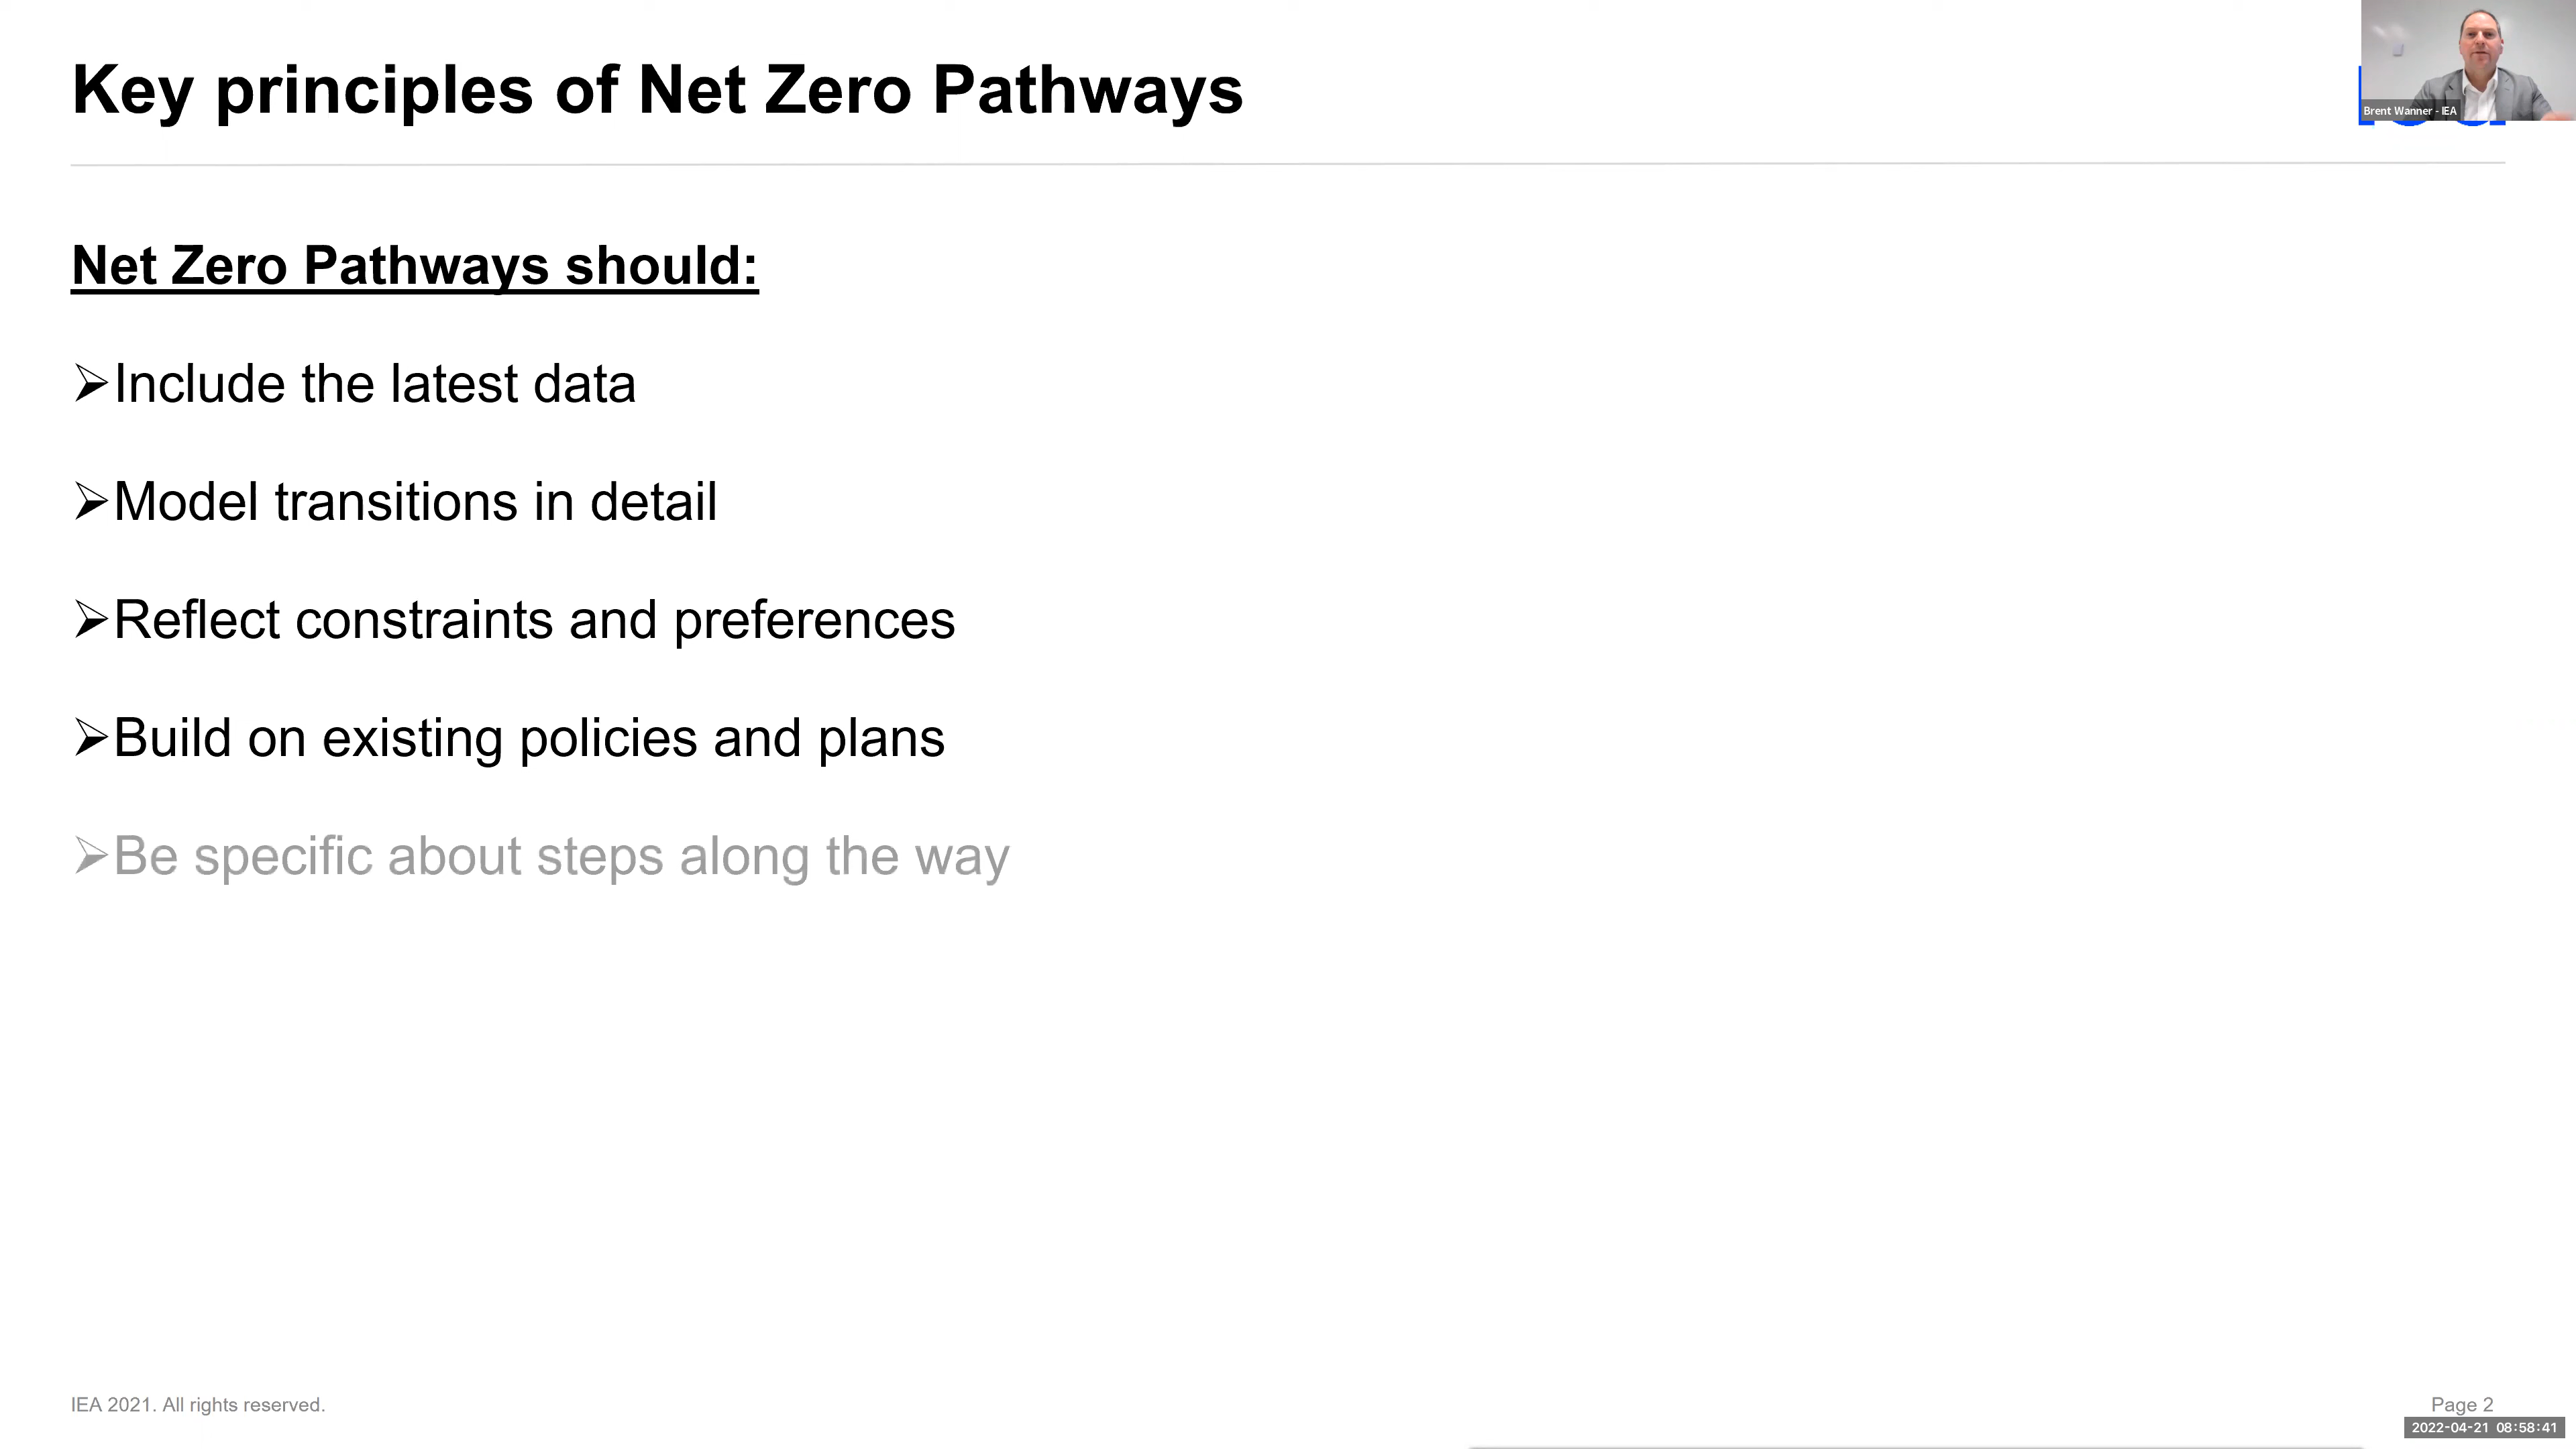 Key principles of Net Zero Pathways
Brent Wanner - IEA
Net Zero Pathways should:
➢Include the latest data
➢Model transitions in detail
➢Reflect constraints and preferences
➢Build on existing policies and plans
➢Be specific about steps along the way
IEA 2021. All rights reserved.
Page 2
2022-04-21 08:58:41